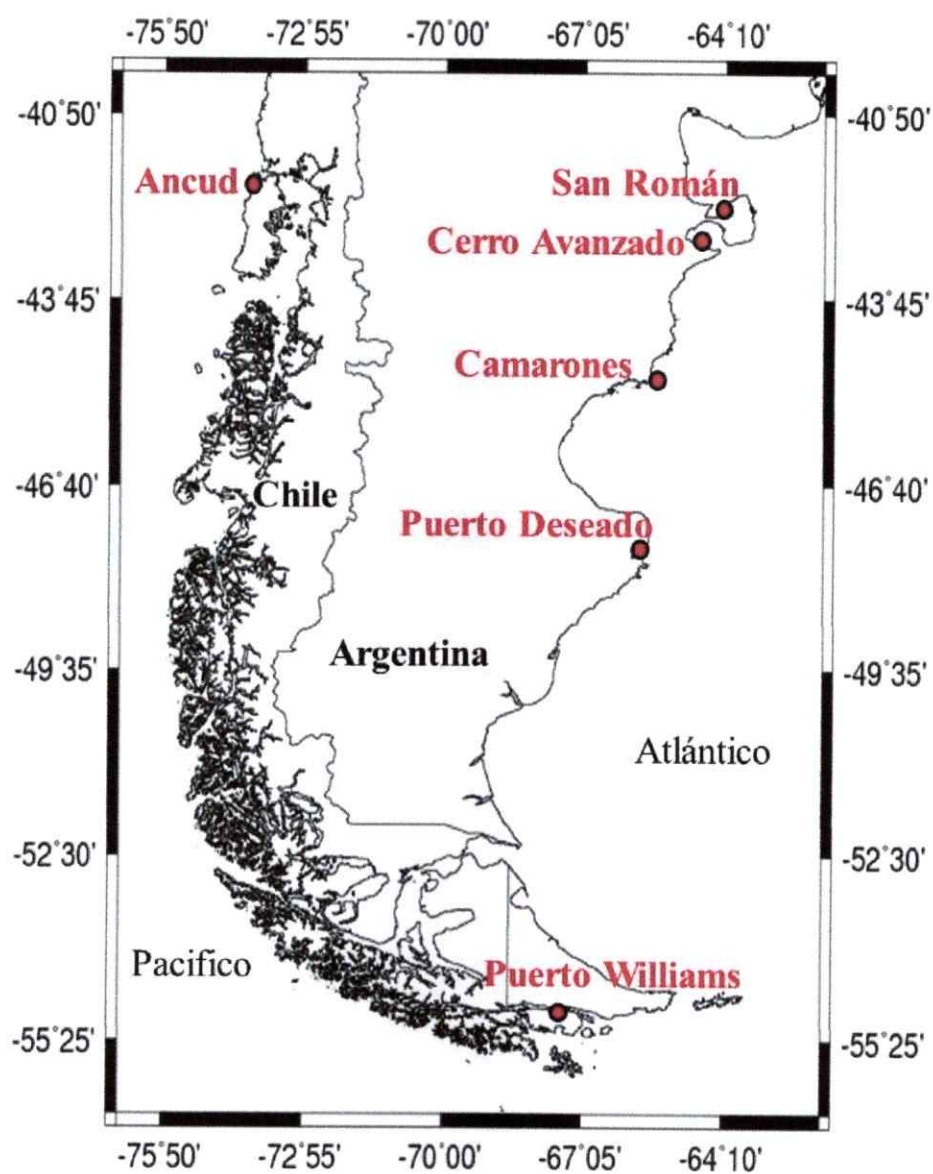 -75˚50' -72˚55' -70˚00' -67˚05' -64˚10'
-40˚50' -40˚50'
Ancud San Román
Cerro Avanzado
-43˚45' -43˚45'
Camarones
-46˚40' -46˚40'
Chile
Puerto Deseado
Argentina
-49˚35' -49˚35'
Atlántico
-52˚30' -52˚30'
Pacifico Puerto Williams
-55˚25' -55˚25'
-75˚50' -72˚55' -70˚00' -67˚05' -64˚10'